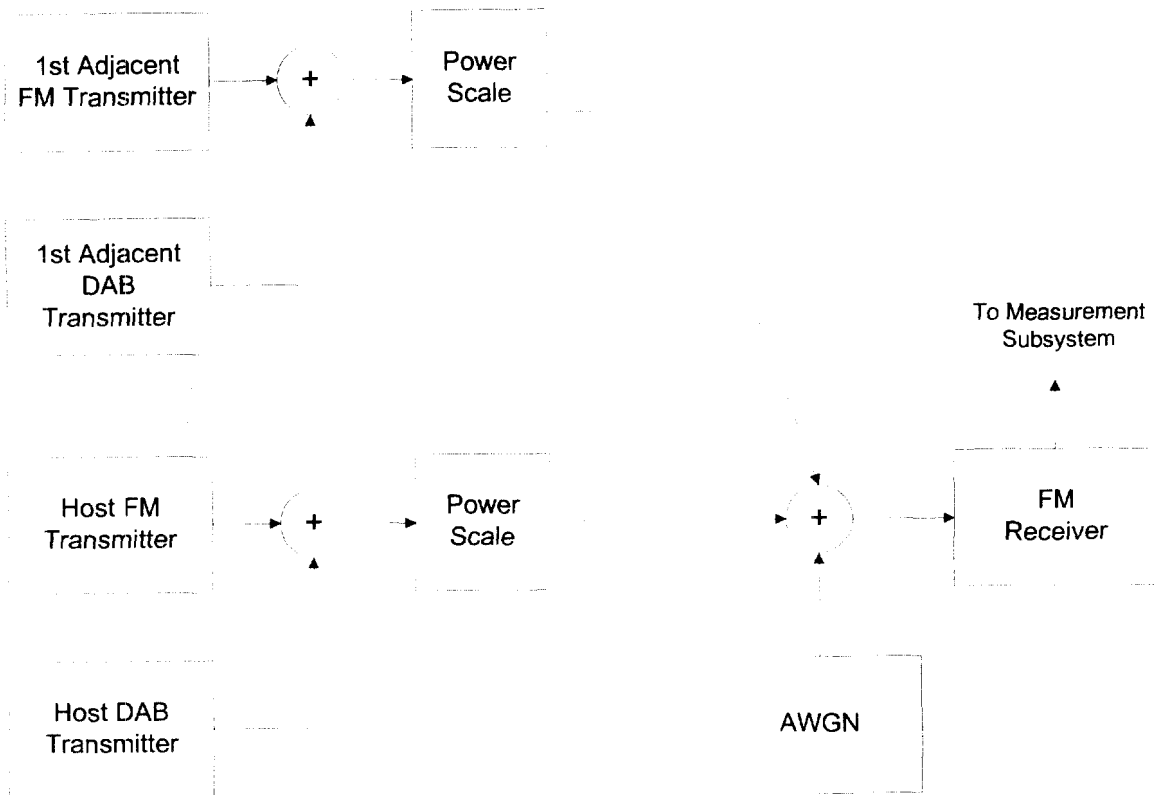 1st Adjacent
FM Transmitter
+
Power
Scale
1st Adjacent
DAB
Transmitter
To Measurement
Subsystem
Host FM
Transmitter
+
Power
Scale
+
FM
Receiver
Host DAB
Transmitter
AWGN